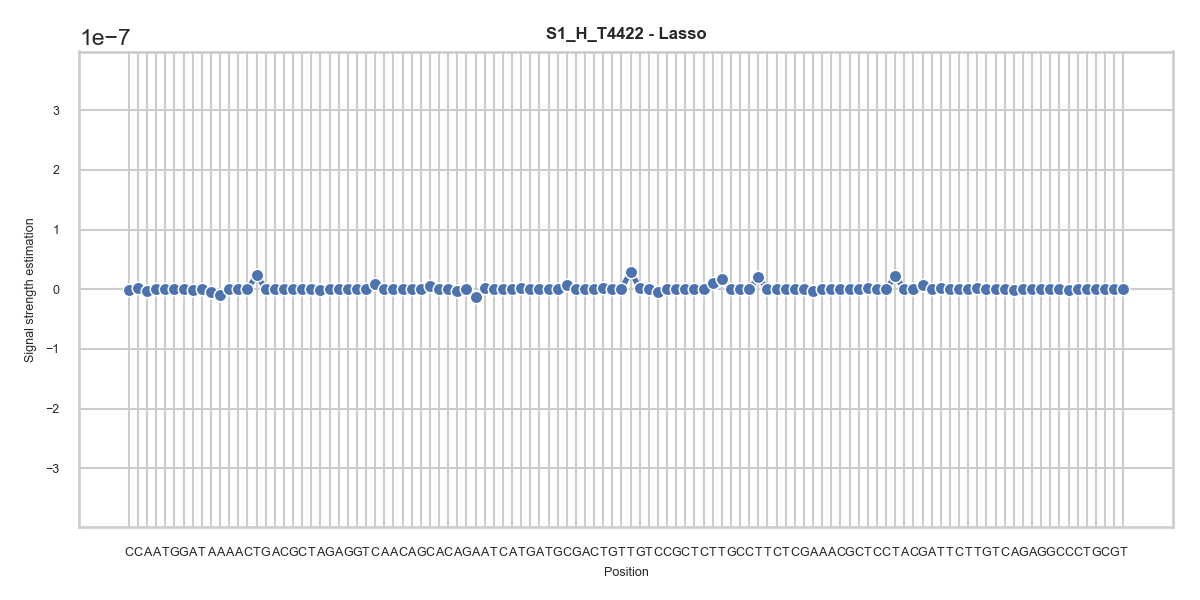 1e−7
S1_H_T4422 - Lasso
3
2
1
0
−1
−2
−3
Signal strength estimation
CCAATGGATAAAACTGACGCTAGAGGTCAACAGCACAGAATCATGATGCGACTGTTGTCCGCTCTTGCCTTCTCGAAACGCTCCTACGATTCTTGTCAGAGGCCCTGCGT
Position